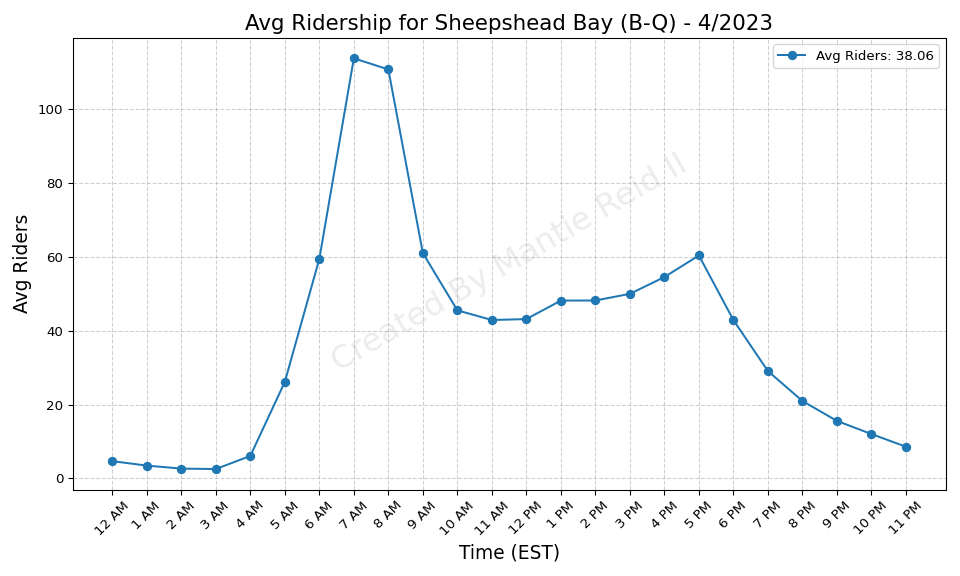 Avg Ridership for Sheepshead Bay (B-Q) - 4/2023
Avg Riders: 38.06
Avg Riders
100
80
60
40
20
0
Created By Mantle Reid II
12 AM
1 AM
2 AM
3 AM
4 AM
5 AM
6 AM
7 AM
8 AM
9 AM
10 AM
11 AM
12 PM
1 PM
2 PM
3 PM
4 PM
5 PM
6 PM
7 PM
8 PM
9 PM
10 PM
11 PM
Time (EST)